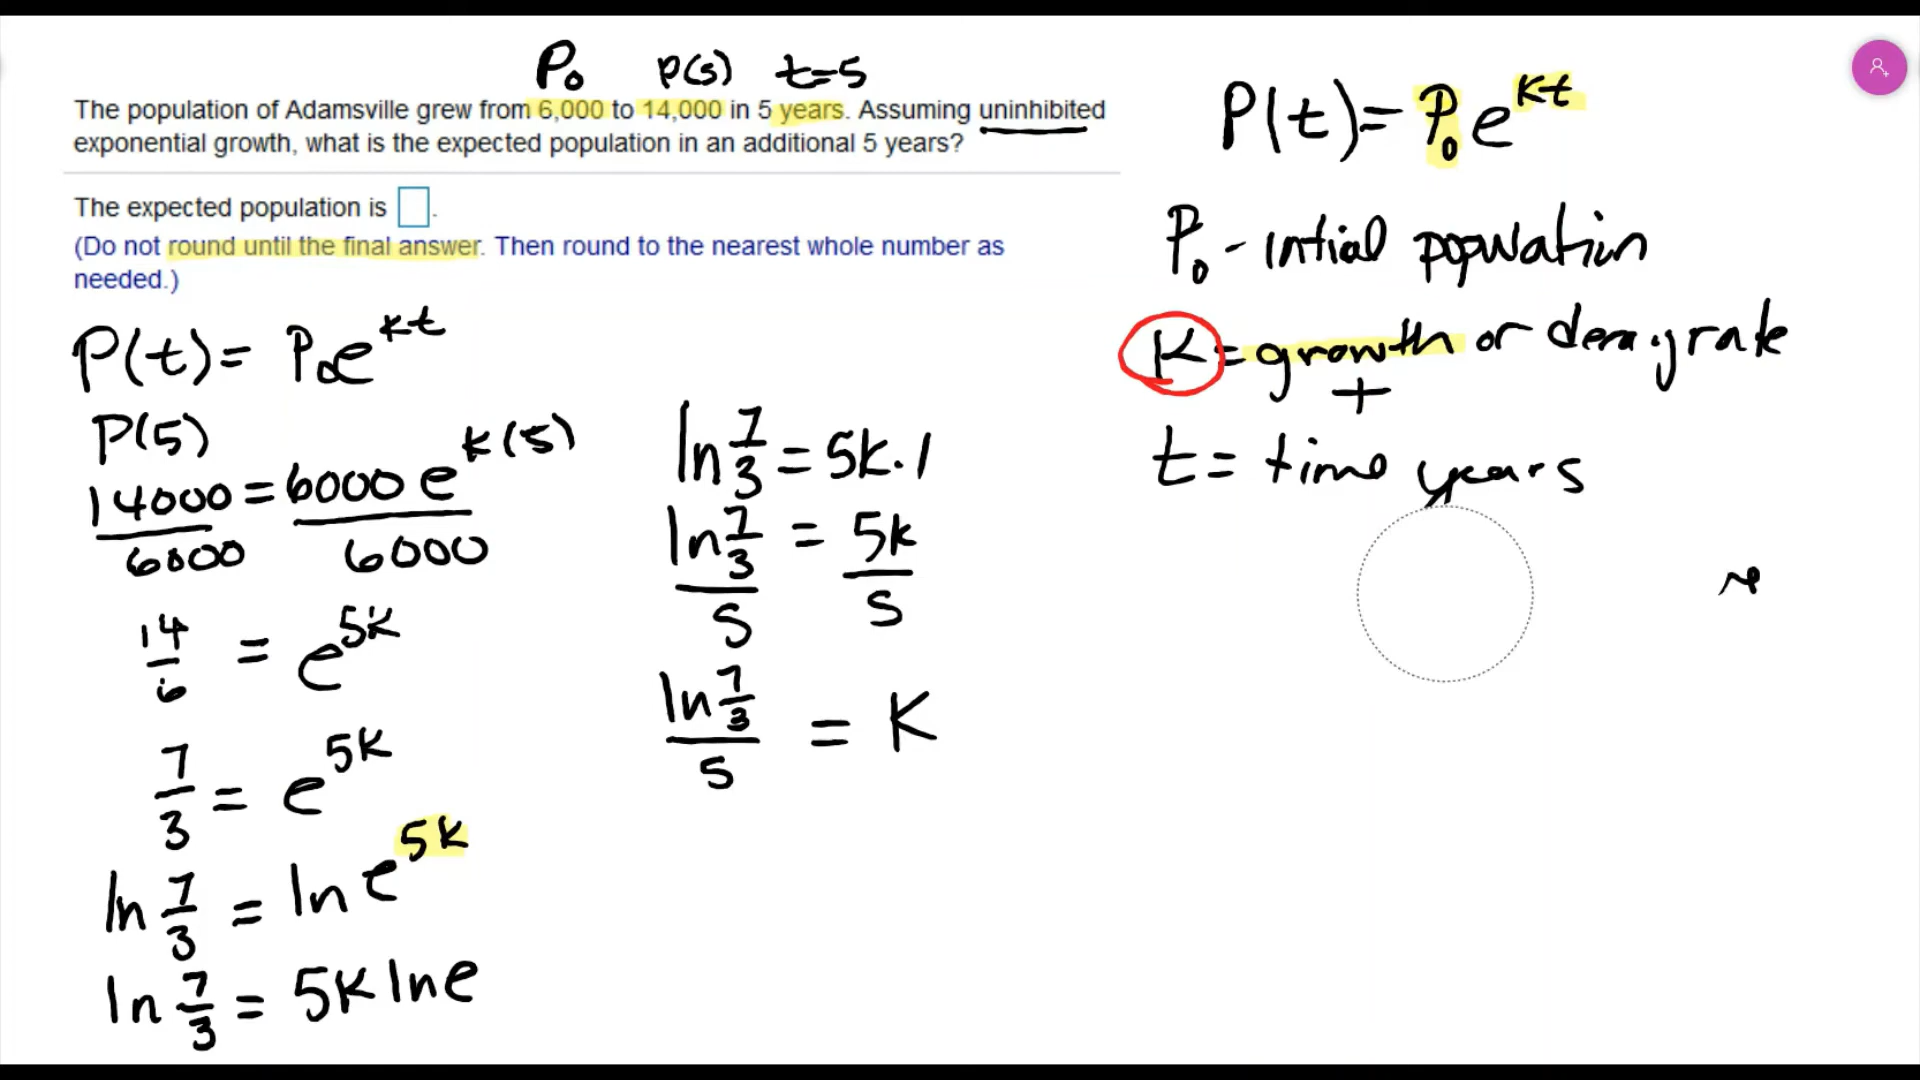 P₀ P(5) t=5
The population of Adamsville grew from 6,000 to 14,000 in 5 years. Assuming uninhibited
exponential growth, what is the expected population in an additional 5 years?
The expected population is .
(Do not round until the final answer. Then round to the nearest whole number as
needed.)
P(t) = P₀e^kt
P(5)
14000 = 6000 e^k(5)
6000 6000
14/6 = e^5k
7/3 = e^5k
ln 7/3 = ln e^5k
ln 7/3 = 5k ln e
ln 7/3 = 5k · 1
ln 7/3 = 5k
5 5
ln 7/3 / 5 = K
P(t) = P₀e^kt
P₀ - intial population
K = growth or decay rate
+
t = time years